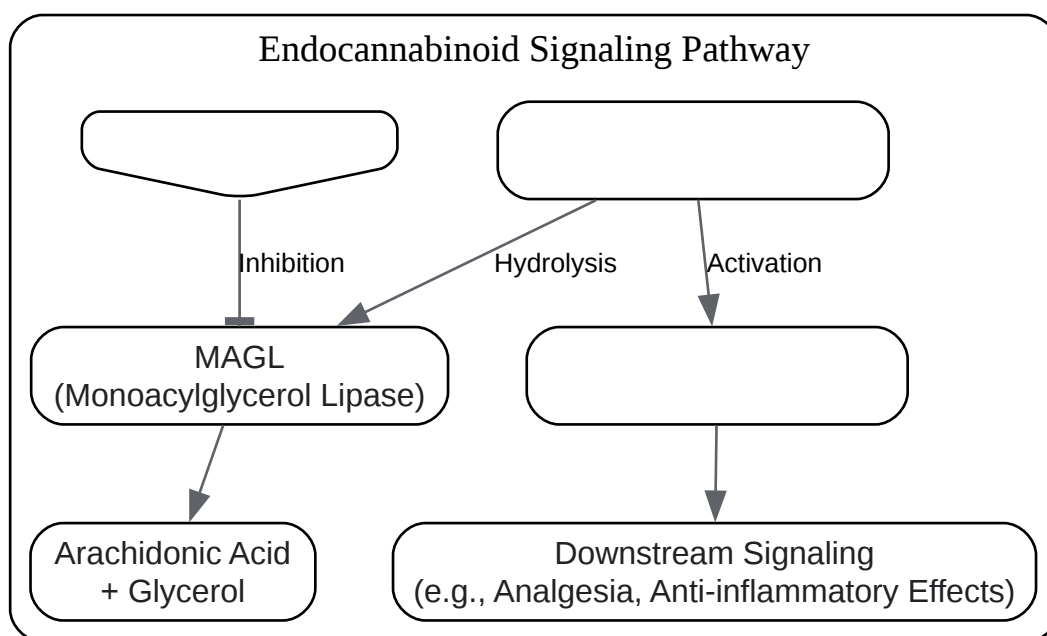 Endocannabinoid Signaling Pathway
Inhibition
Hydrolysis
Activation
MAGL
(Monoacylglycerol Lipase)
Arachidonic Acid
+ Glycerol
Downstream Signaling
(e.g., Analgesia, Anti-inflammatory Effects)